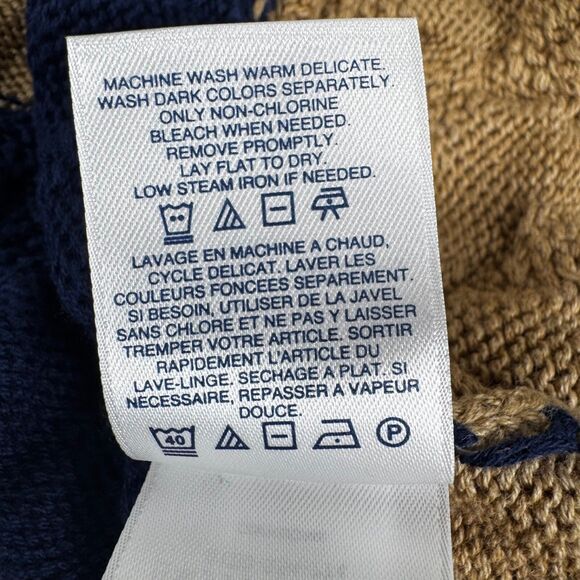 MACHINE WASH WARM DELICATE.
WASH DARK COLORS SEPARATELY.
ONLY NON-CHLORINE
BLEACH WHEN NEEDED.
REMOVE PROMPTLY.
LAY FLAT TO DRY.
LOW STEAM IRON IF NEEDED.
LAVAGE EN MACHINE A CHAUD,
CYCLE DELICAT. LAVER LES
COULEURS FONCEES SEPAREMENT.
SI BESOIN, UTILISER DE LA JAVEL
SANS CHLORE ET NE PAS Y LAISSER
TREMPER VOTRE ARTICLE. SORTIR
RAPIDEMENT L'ARTICLE DU
LAVE-LINGE. SECHAGE A PLAT. SI
NECESSAIRE, REPASSER A VAPEUR
DOUCE.
40 P